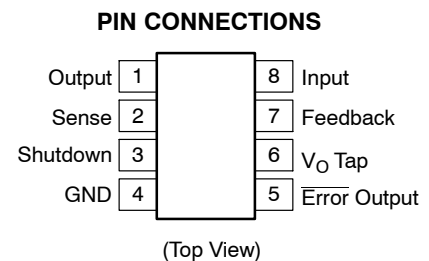 PIN CONNECTIONS
Output 1 8 Input
Sense 2 7 Feedback
Shutdown 3 6 VO Tap
GND 4 5 Error Output
(Top View)